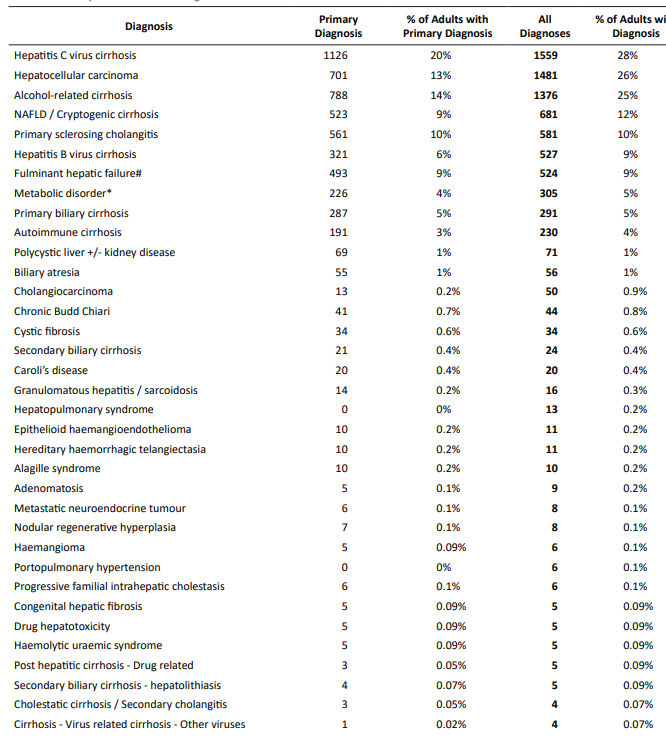 Diagnosis Primary Diagnosis % of Adults with Primary Diagnosis All Diagnoses % of Adults wi Diagnosis
Hepatitis C virus cirrhosis 1126 20% 1559 28%
Hepatocellular carcinoma 701 13% 1481 26%
Alcohol-related cirrhosis 788 14% 1376 25%
NAFLD / Cryptogenic cirrhosis 523 9% 681 12%
Primary sclerosing cholangitis 561 10% 581 10%
Hepatitis B virus cirrhosis 321 6% 527 9%
Fulminant hepatic failure# 493 9% 524 9%
Metabolic disorder* 226 4% 305 5%
Primary biliary cirrhosis 287 5% 291 5%
Autoimmune cirrhosis 191 3% 230 4%
Polycystic liver +/- kidney disease 69 1% 71 1%
Biliary atresia 55 1% 56 1%
Cholangiocarcinoma 13 0.2% 50 0.9%
Chronic Budd Chiari 41 0.7% 44 0.8%
Cystic fibrosis 34 0.6% 34 0.6%
Secondary biliary cirrhosis 21 0.4% 24 0.4%
Caroli's disease 20 0.4% 20 0.4%
Granulomatous hepatitis / sarcoidosis 14 0.2% 16 0.3%
Hepatopulmonary syndrome 0 0% 13 0.2%
Epithelioid haemangioendothelioma 10 0.2% 11 0.2%
Hereditary haemorrhagic telangiectasia 10 0.2% 11 0.2%
Alagille syndrome 10 0.2% 10 0.2%
Adenomatosis 5 0.1% 9 0.2%
Metastatic neuroendocrine tumour 6 0.1% 8 0.1%
Nodular regenerative hyperplasia 7 0.1% 8 0.1%
Haemangioma 5 0.09% 6 0.1%
Portopulmonary hypertension 0 0% 6 0.1%
Progressive familial intrahepatic cholestasis 6 0.1% 6 0.1%
Congenital hepatic fibrosis 5 0.09% 5 0.09%
Drug hepatotoxicity 5 0.09% 5 0.09%
Haemolytic uraemic syndrome 5 0.09% 5 0.09%
Post hepatitic cirrhosis - Drug related 3 0.05% 5 0.09%
Secondary biliary cirrhosis - hepatolithiasis 4 0.07% 5 0.09%
Cholestatic cirrhosis / Secondary cholangitis 3 0.05% 4 0.07%
Cirrhosis - Virus related cirrhosis - Other viruses 1 0.02% 4 0.07%